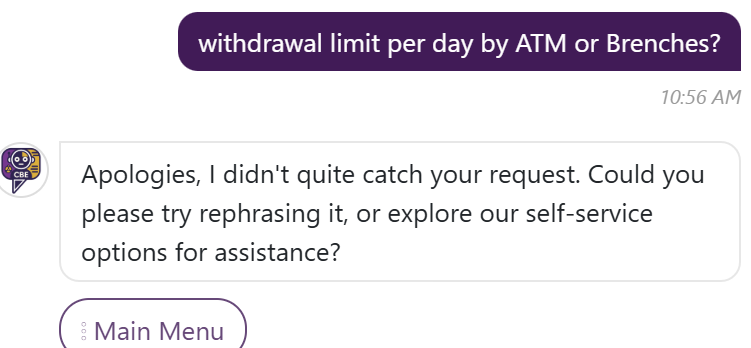 withdrawal limit per day by ATM or Brenches?
10:56 AM
CBE
Apologies, I didn't quite catch your request. Could you
please try rephrasing it, or explore our self-service
options for assistance?
Main Menu